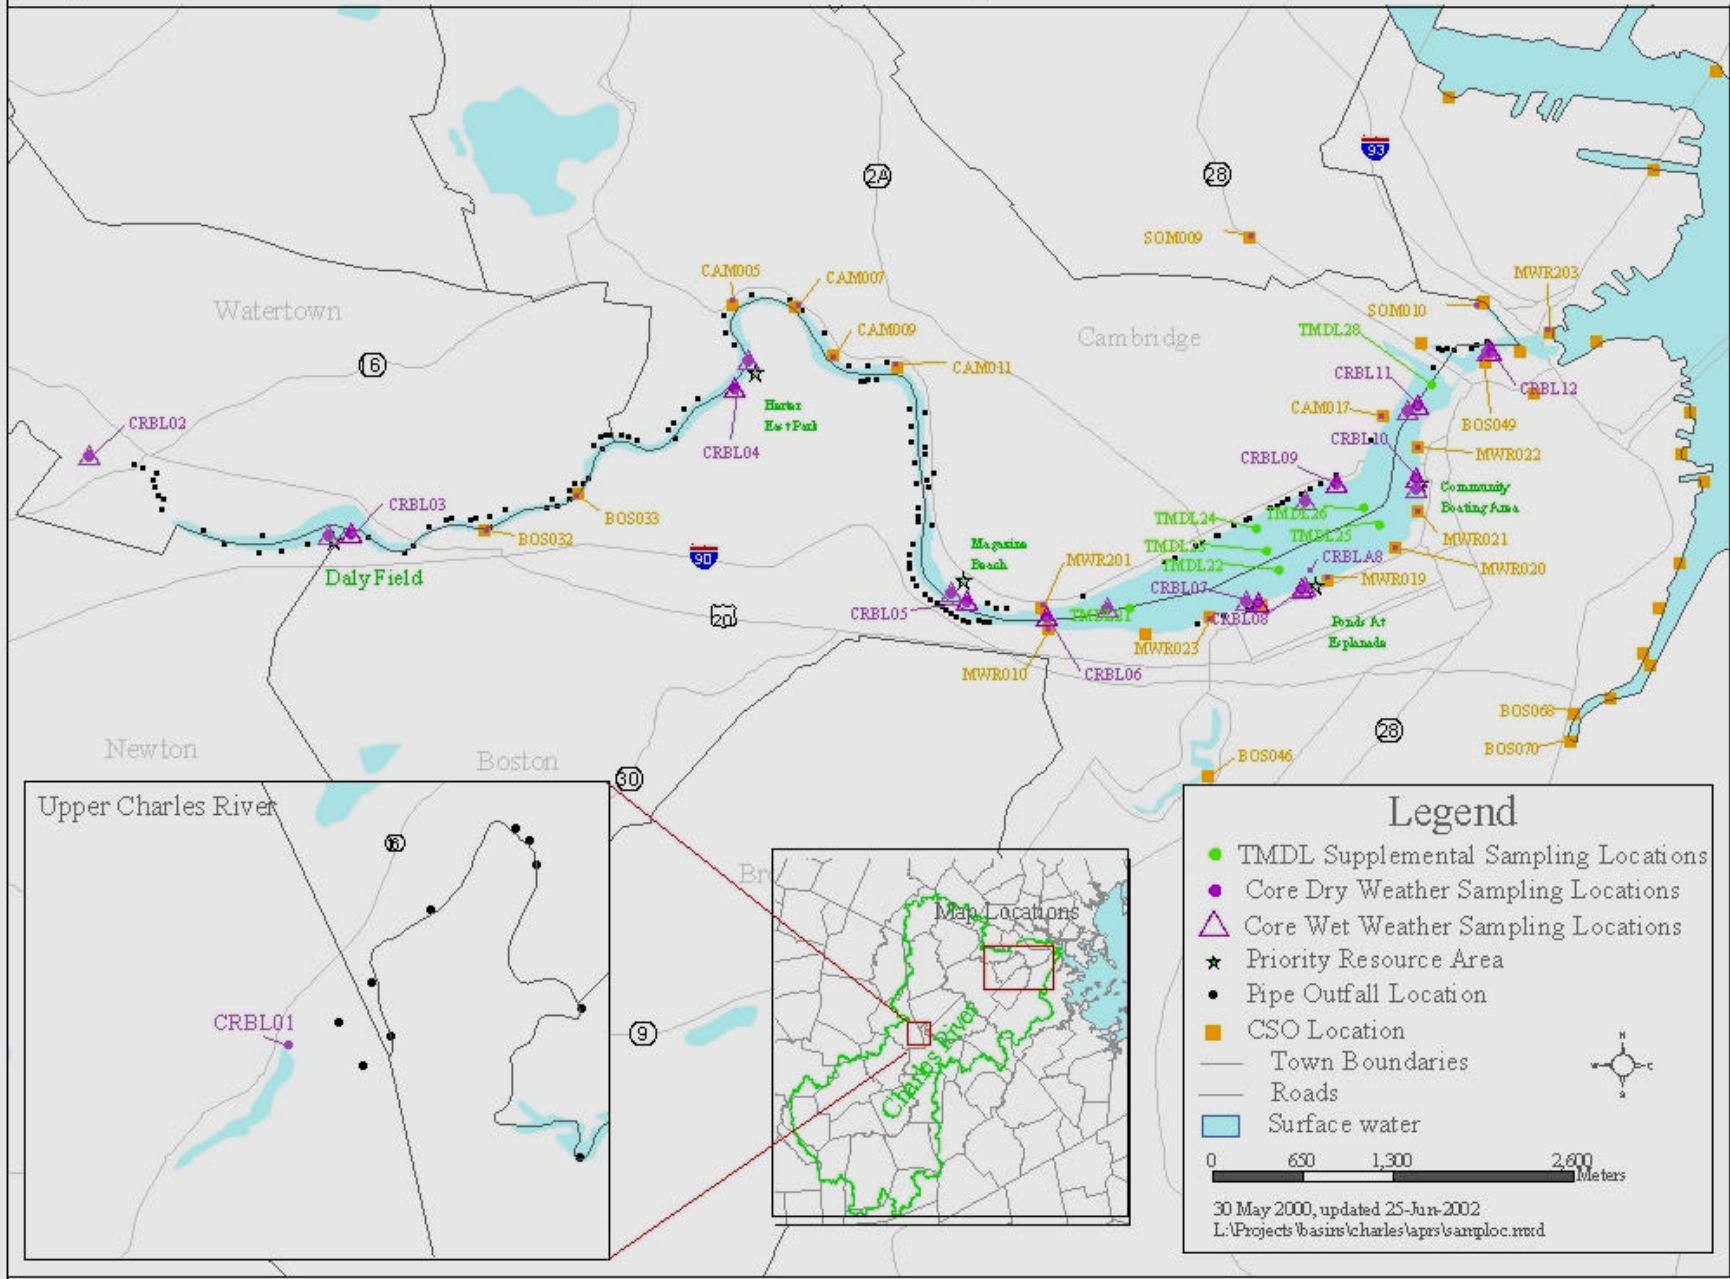 93
2A
28
SOM009
CAM005
CAM007
MWR203
SOM010
Watertown
CAM009
TMDL28
Cambridge
16
CAM011
CRBL11
CRBL12
CAM017
Harter
East Park
CRBL02
BOS049
CRBL10
CRBL04
MWR022
CRBL09
Community
Boating Area
CRBL03
BOS033
TMDL24
TMDL26
BOS032
TMDL25
MWR021
Magazine
Beach
90
MWR201
CRBLA8
TMDL22
MWR020
Daly Field
CRBL07
MWR019
CRBL05
20
CRBL08
Ponds At
Esplanade
MWR023
MWR010
CRBL06
BOS068
28
Newton
Boston
BOS070
BOS046
30
Upper Charles River
16
CRBL01
9
Br
Map Locations
Charles River
Legend
TMDL Supplemental Sampling Locations
Core Dry Weather Sampling Locations
Core Wet Weather Sampling Locations
Priority Resource Area
Pipe Outfall Location
CSO Location
Town Boundaries
Roads
Surface water
0 650 1,300 2,600
Meters
30 May 2000, updated 25-Jun-2002
L:\Projects\basins\charles\aprs\samploc.mxd